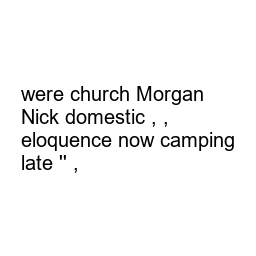 were church Morgan
Nick domestic , ,
eloquence now camping
late " ,